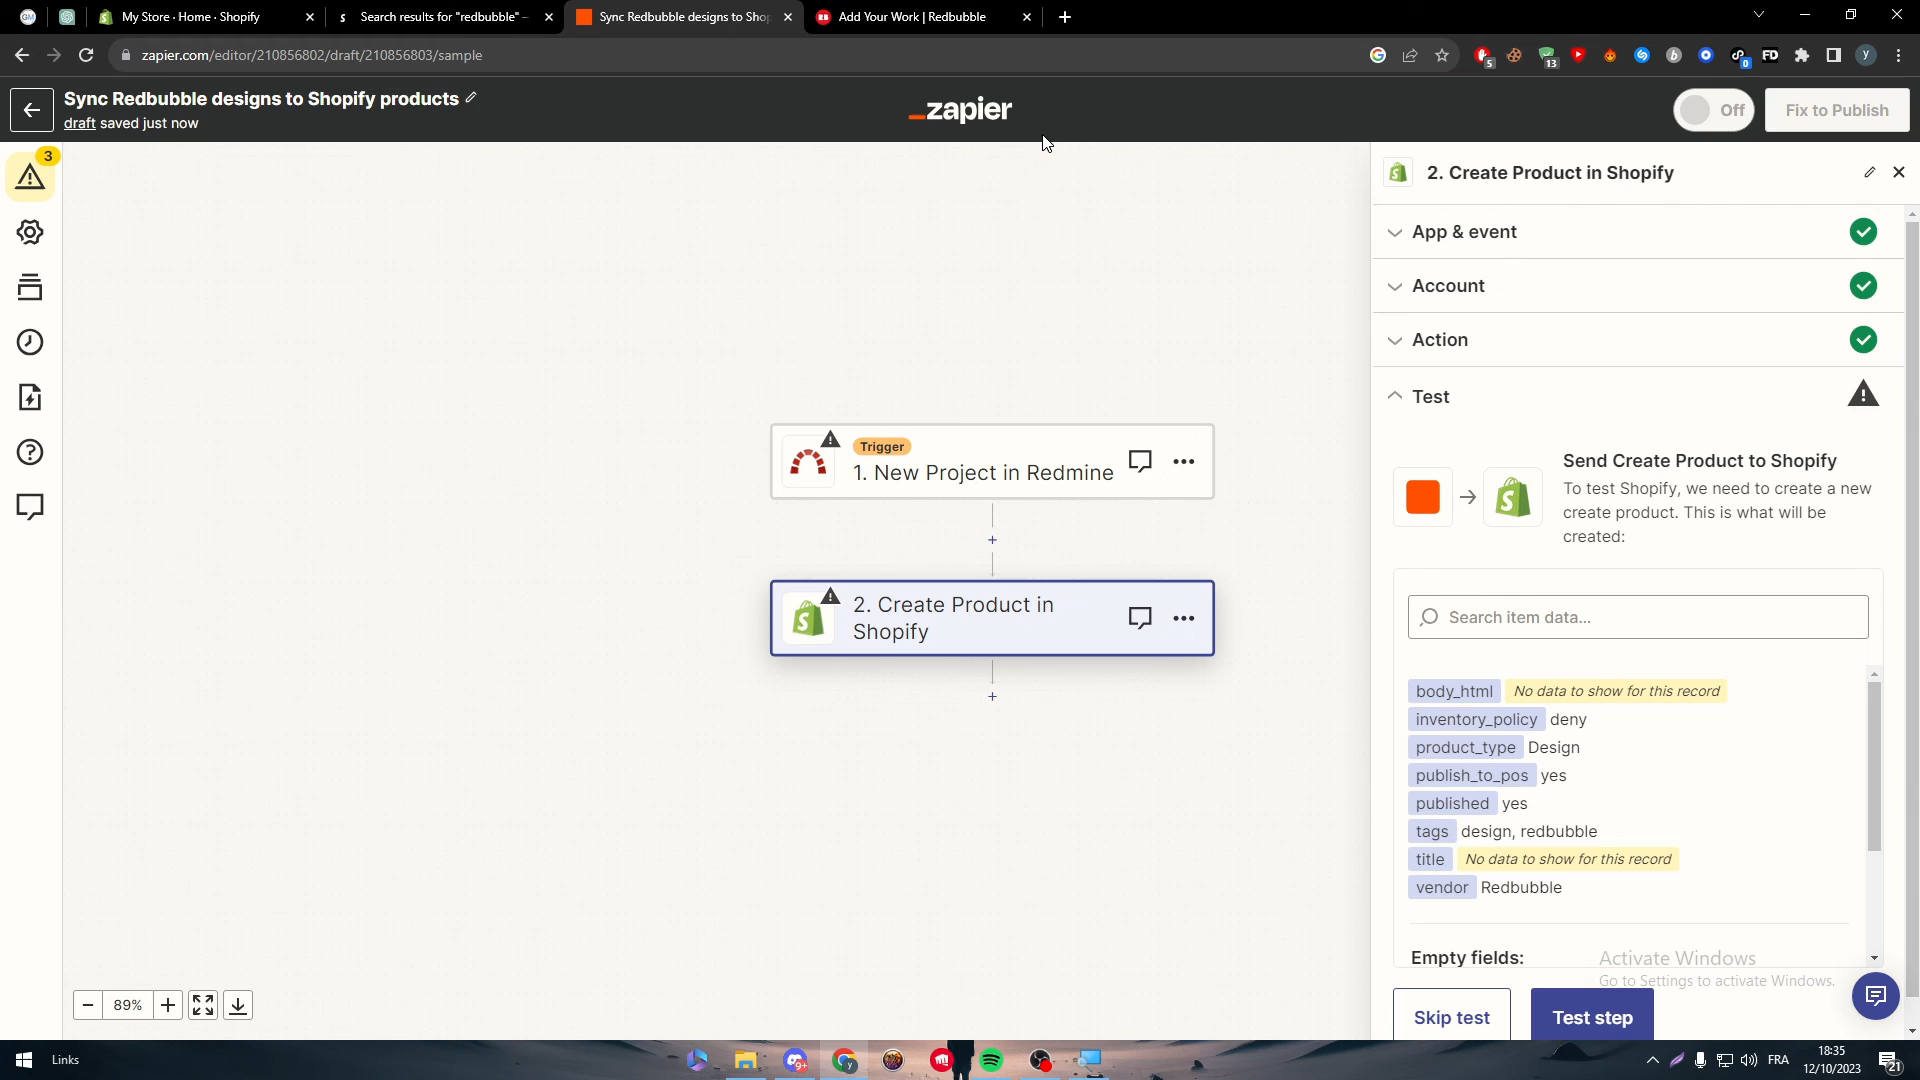 My Store · Home · Shopify
Search results for "redbubble" -
Sync Redbubble designs to Shop
Add Your Work | Redbubble
zapier.com/editor/210856802/draft/210856803/sample
5
13
0
FD
y
Sync Redbubble designs to Shopify products
draft saved just now
_zapier
Off
Fix to Publish
3
2. Create Product in Shopify
App & event
Account
Action
Test
Send Create Product to Shopify
To test Shopify, we need to create a new
create product. This is what will be
created:
Search item data...
body_html No data to show for this record
inventory_policy deny
product_type Design
publish_to_pos yes
published yes
tags design, redbubble
title No data to show for this record
vendor Redbubble
Empty fields:
Skip test
Test step
Trigger
1. New Project in Redmine
2. Create Product in
Shopify
89%
Activate Windows
Go to Settings to activate Windows.
Links
FRA
18:35
12/10/2023
21